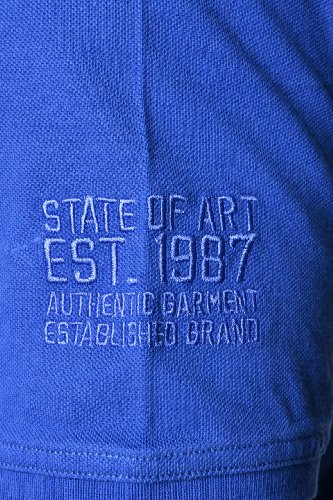 STATE OF ART
EST. 1987
AUTHENTIC GARMENT
ESTABLISHED BRAND